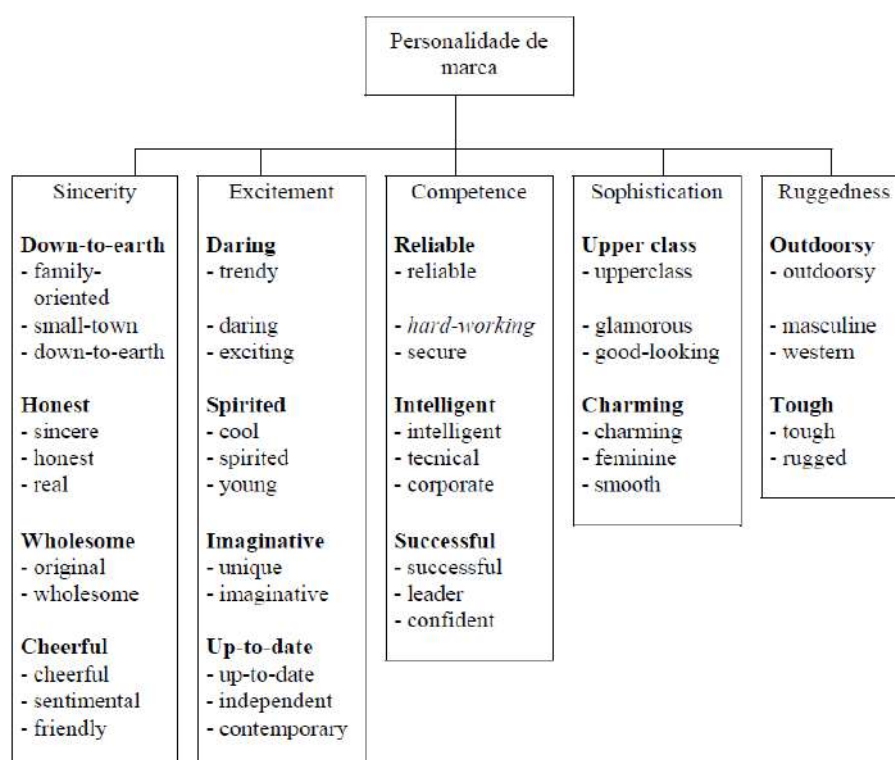 Personalidade de
marca
Sincerity
Down-to-earth
- family-
oriented
- small-town
- down-to-earth
Honest
- sincere
- honest
- real
Wholesome
- original
- wholesome
Cheerful
- cheerful
- sentimental
- friendly
Excitement
Daring
- trendy
- daring
- exciting
Spirited
- cool
- spirited
- young
Imaginative
- unique
- imaginative
Up-to-date
- up-to-date
- independent
- contemporary
Competence
Reliable
- reliable
- hard-working
- secure
Intelligent
- intelligent
- tecnical
- corporate
Successful
- successful
- leader
- confident
Sophistication
Upper class
- upperclass
- glamorous
- good-looking
Charming
- charming
- feminine
- smooth
Ruggedness
Outdoorsy
- outdoorsy
- masculine
- western
Tough
- tough
- rugged